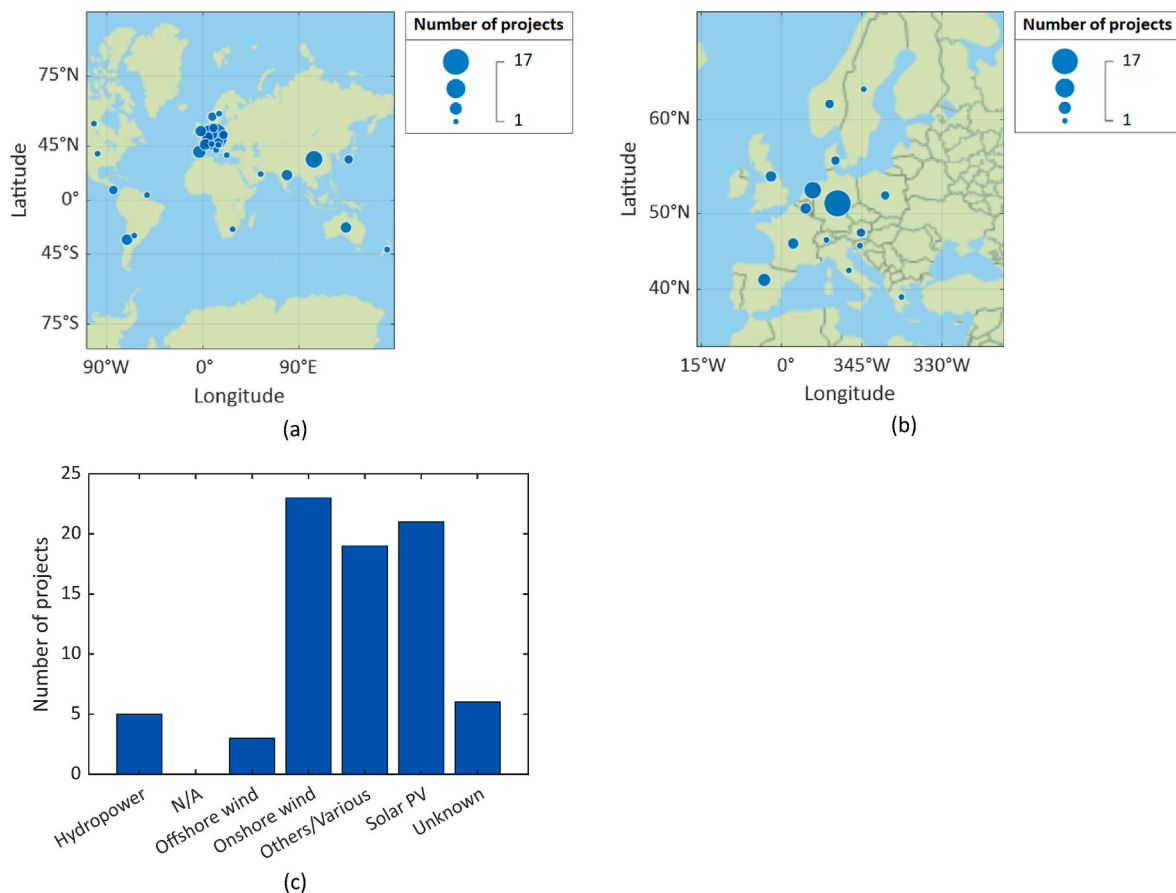 Number of projects
17
1
75°N
45°N
0°
45°S
75°S
Latitude
90°W 0° 90°E
Longitude
(a)
Number of projects
17
1
60°N
50°N
40°N
Latitude
15°W 0° 345°W 330°W
Longitude
(b)
25
20
15
10
5
0
Number of projects
Hydropower
N/A
Offshore wind
Onshore wind
Others/Various
Solar PV
Unknown
(c)